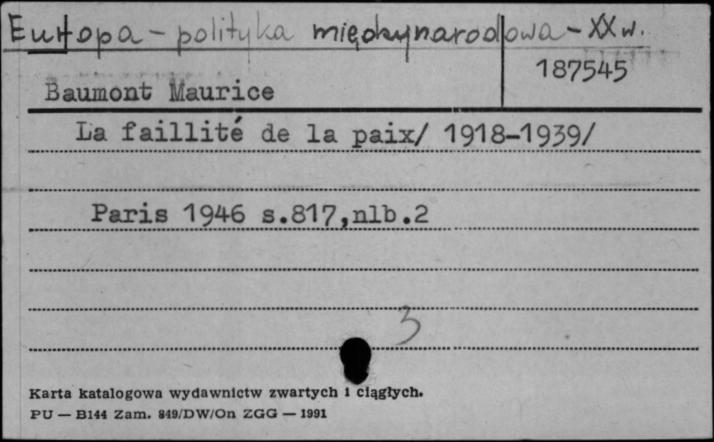 Europa - polityka międzynarodowa - XX w.
187545
Baumont Maurice
La faillité de la paix/ 1918-1939/
Paris 1946 s.817,nlb.2
3
Karta katalogowa wydawnictw zwartych i ciągłych.
PU — B144 Zam. 849/DW/On ZGG — 1991